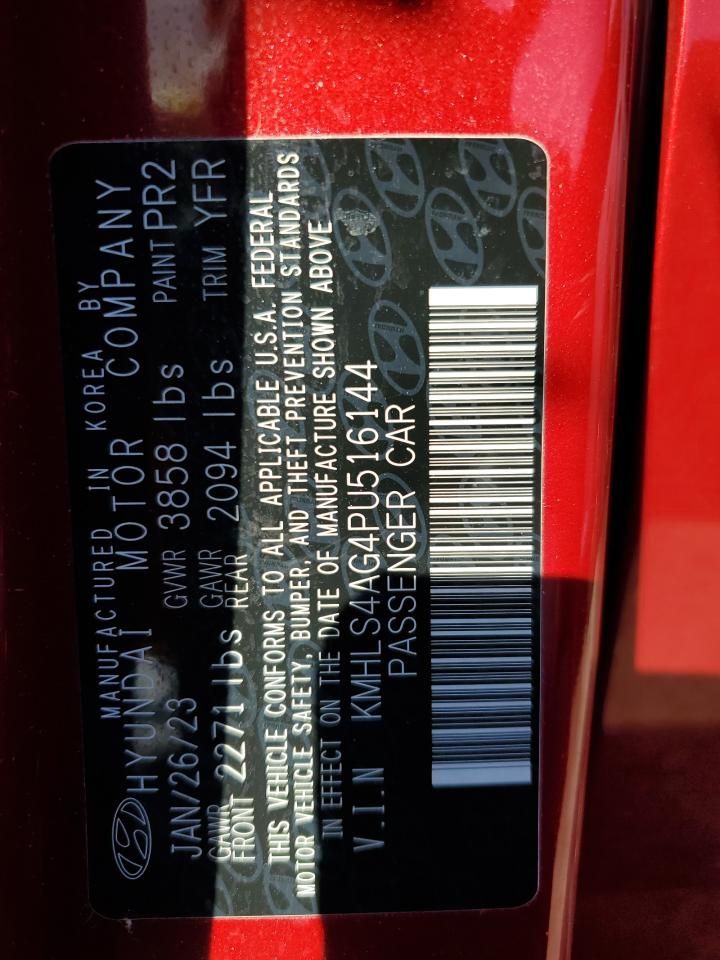 MANUFACTURED IN KOREA BY
HYUNDAI MOTOR COMPANY
JAN/26/23 GVWR 3858 lbs PAINT PR2
GAWR FRONT 2271 lbs GAWR REAR 2094 lbs TRIM YFR
THIS VEHICLE CONFORMS TO ALL APPLICABLE U.S.A. FEDERAL
MOTOR VEHICLE SAFETY, BUMPER, AND THEFT PREVENTION STANDARDS
IN EFFECT ON THE DATE OF MANUFACTURE SHOWN ABOVE
V.I.N KMHLS4AG4PU516144
PASSENGER CAR